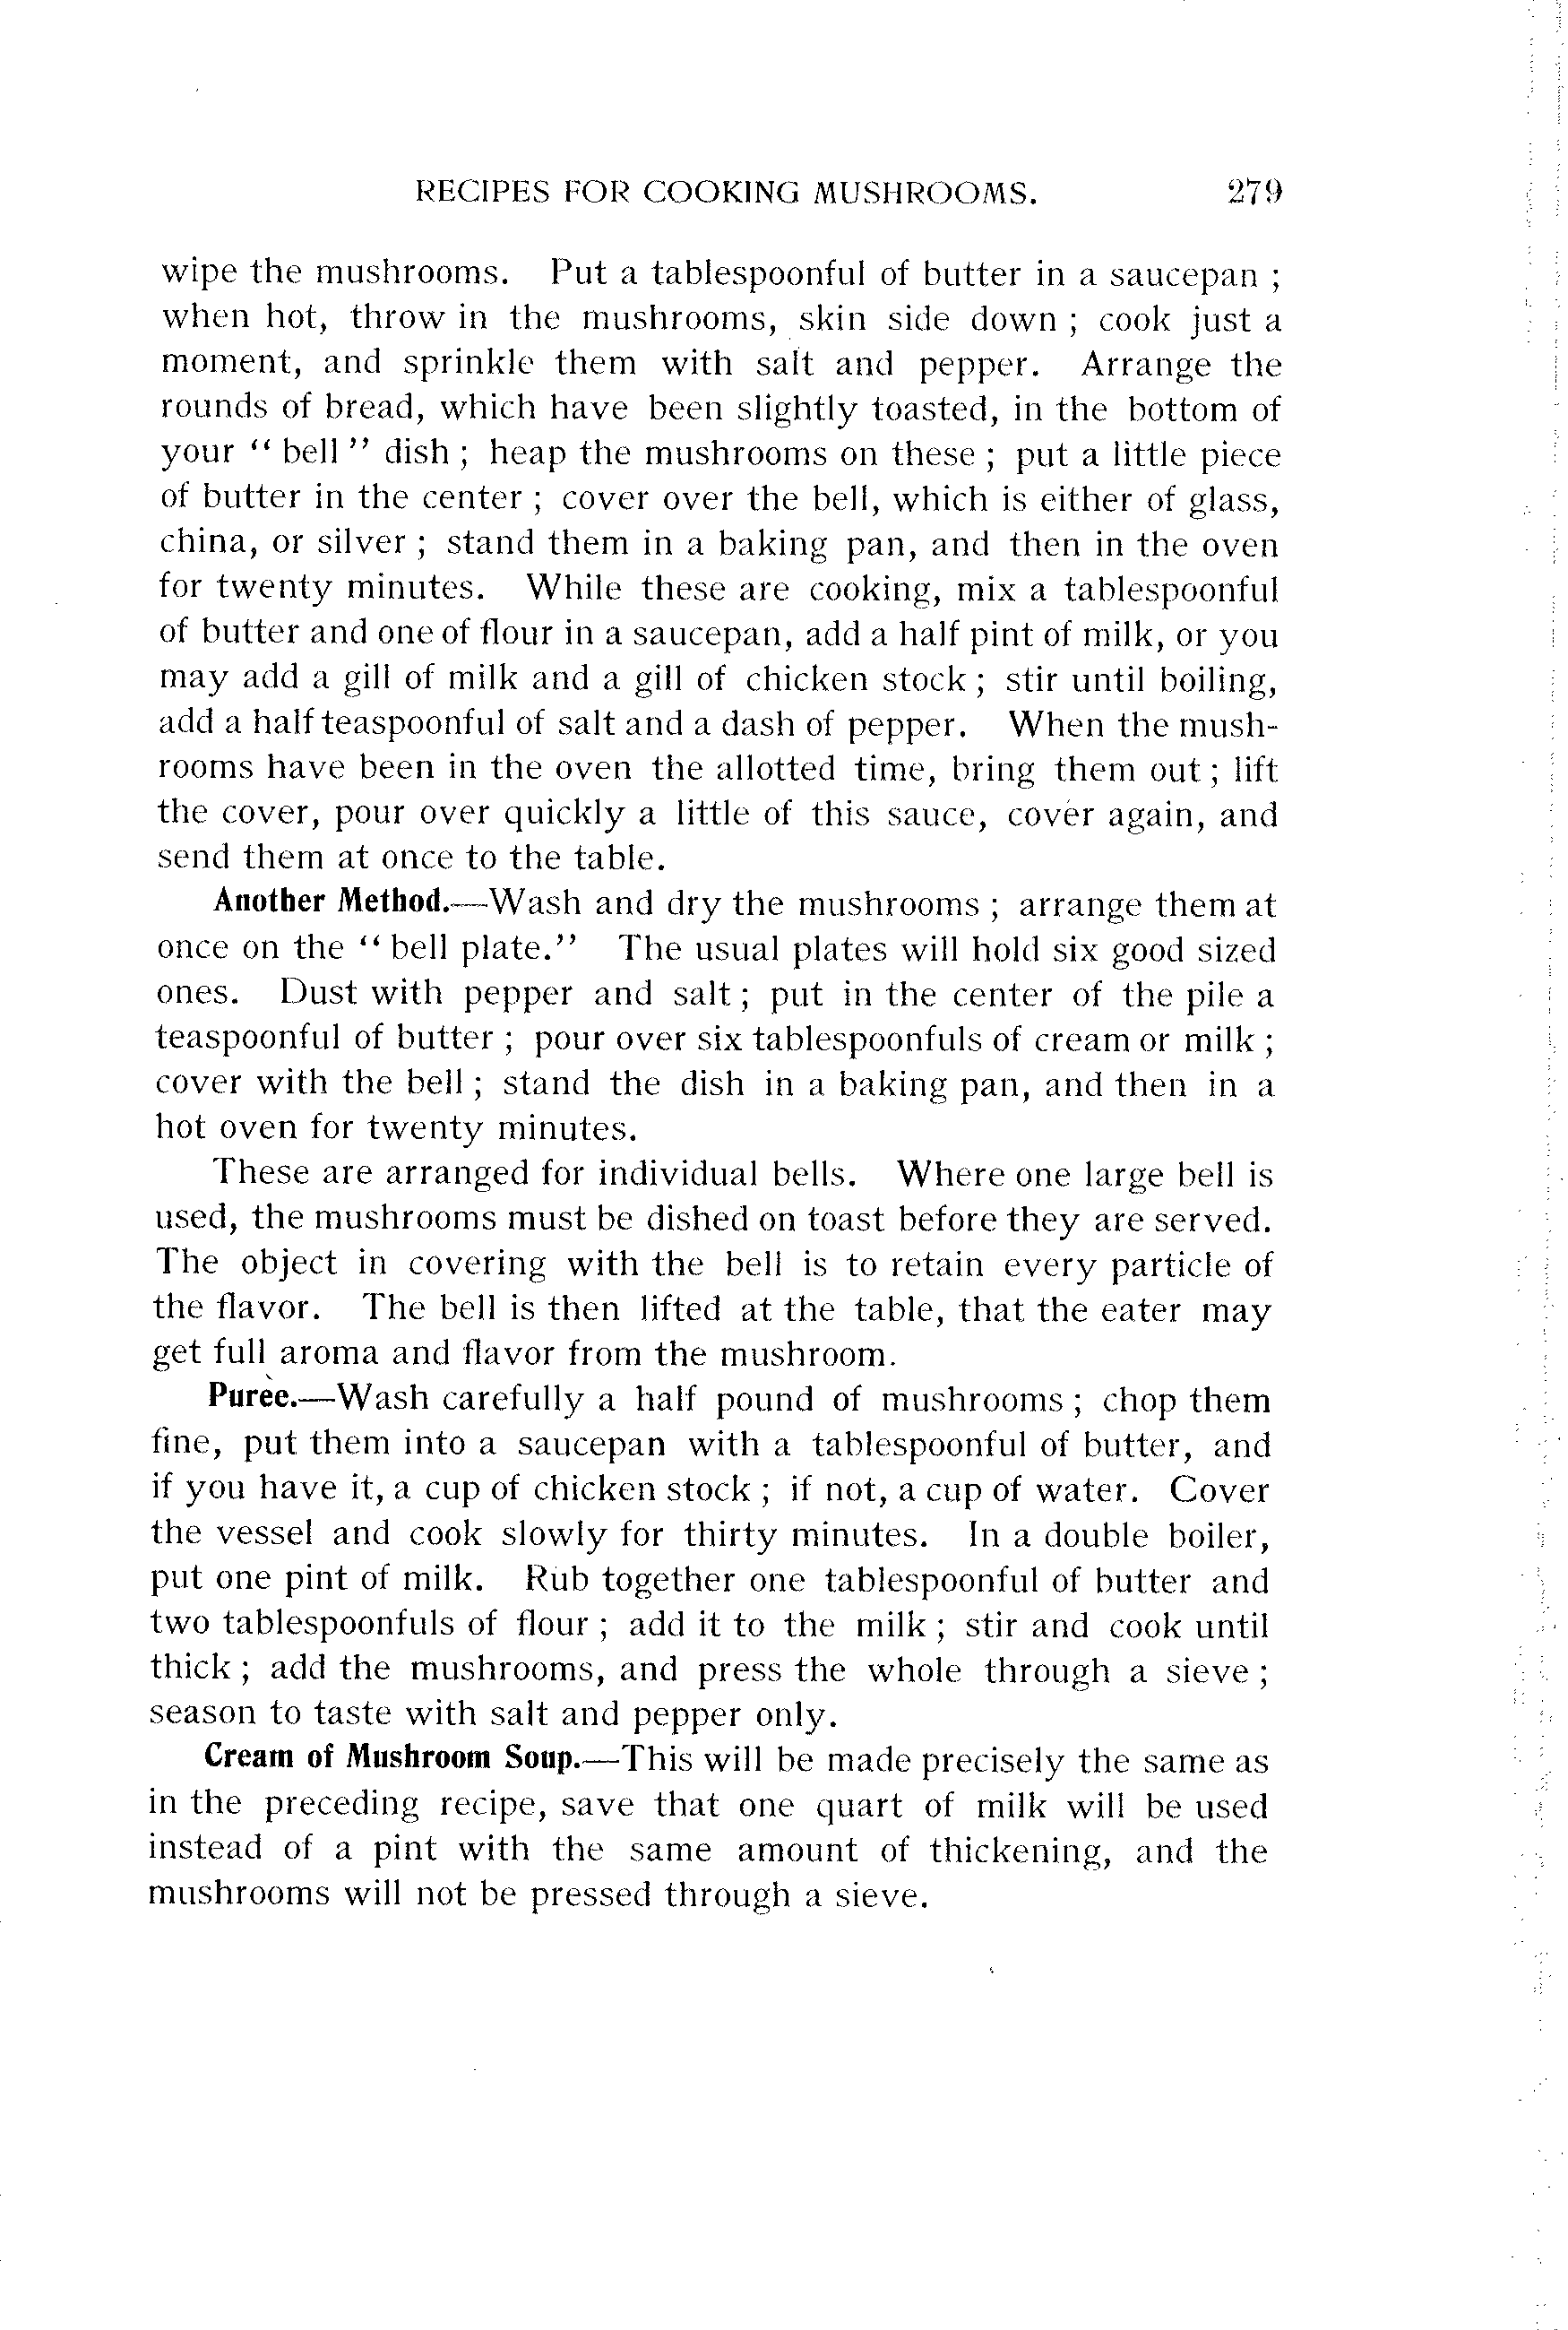 RECIPES FOR COOKING MUSHROOMS. 279
wipe the mushrooms. Put a tablespoonful of butter in a saucepan ;
when hot, throw in the mushrooms, skin side down ; cook just a
moment, and sprinkle them with salt and pepper. Arrange the
rounds of bread, which have been slightly toasted, in the bottom of
your “ bell ” dish ; heap the mushrooms on these ; put a little piece
of butter in the center ; cover over the bell, which is either of glass,
china, or silver ; stand them in a baking pan, and then in the oven
for twenty minutes. While these are cooking, mix a tablespoonful
of butter and one of flour in a saucepan, add a half pint of milk, or you
may add a gill of milk and a gill of chicken stock ; stir until boiling,
add a half teaspoonful of salt and a dash of pepper. When the mush-
rooms have been in the oven the allotted time, bring them out ; lift
the cover, pour over quickly a little of this sauce, cover again, and
send them at once to the table.
Another Method.—Wash and dry the mushrooms ; arrange them at
once on the “ bell plate.” The usual plates will hold six good sized
ones. Dust with pepper and salt ; put in the center of the pile a
teaspoonful of butter ; pour over six tablespoonfuls of cream or milk ;
cover with the bell ; stand the dish in a baking pan, and then in a
hot oven for twenty minutes.
These are arranged for individual bells. Where one large bell is
used, the mushrooms must be dished on toast before they are served.
The object in covering with the bell is to retain every particle of
the flavor. The bell is then lifted at the table, that the eater may
get full aroma and flavor from the mushroom.
Purèe.—Wash carefully a half pound of mushrooms ; chop them
fine, put them into a saucepan with a tablespoonful of butter, and
if you have it, a cup of chicken stock ; if not, a cup of water. Cover
the vessel and cook slowly for thirty minutes. In a double boiler,
put one pint of milk. Rub together one tablespoonful of butter and
two tablespoonfuls of flour ; add it to the milk ; stir and cook until
thick ; add the mushrooms, and press the whole through a sieve ;
season to taste with salt and pepper only.
Cream of Mushroom Soup.—This will be made precisely the same as
in the preceding recipe, save that one quart of milk will be used
instead of a pint with the same amount of thickening, and the
mushrooms will not be pressed through a sieve.